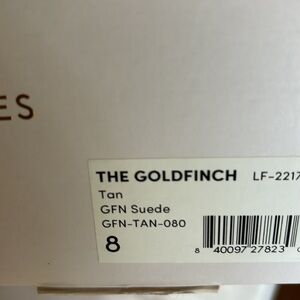 ES
THE GOLDFINCH LF-2217
Tan
GFN Suede
GFN-TAN-080
8
8 40097 27823